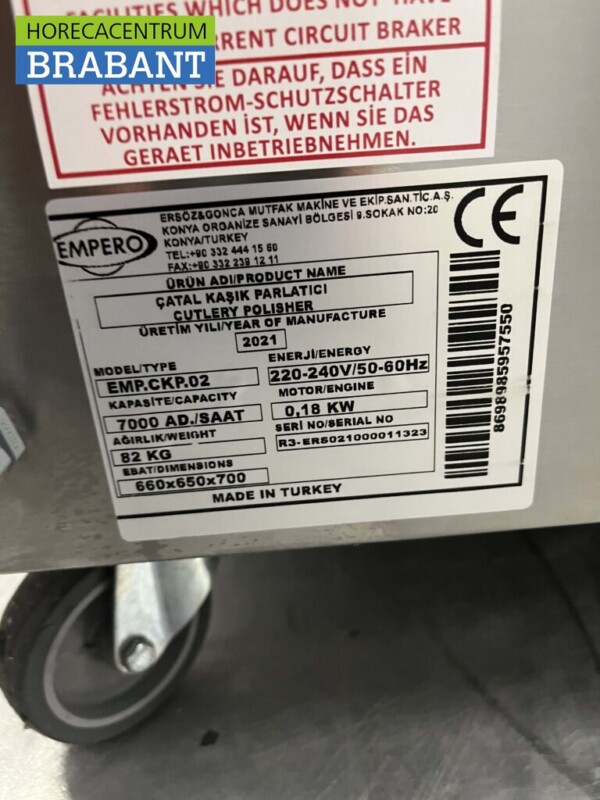 FACILITIES WHICH DOES NOT HAVE
CURRENT CIRCUIT BRAKER
HORECACENTRUM
BRABANT
ACHTEN SIE DARAUF, DASS EIN
FEHLERSTROM-SCHUTZSCHALTER
VORHANDEN IST, WENN SIE DAS
GERAET INBETRIEBNEHMEN.
EMPERO
ERSÖZ&GONCA MUTFAK MAKİNE VE EKİP.SAN.TİC.A.Ş.
KONYA ORGANIZE SANAYİ BÖLGESİ 9.SOKAK NO:20
KONYA/TURKEY
TEL:+90 332 444 15 60
FAX:+90 332 239 12 11
CE
ÜRÜN ADI/PRODUCT NAME
ÇATAL KAŞIK PARLATICI
CUTLERY POLISHER
ÜRETİM YILI/YEAR OF MANUFACTURE
2021
MODEL/TYPE
EMP.CKP.02
ENERJİ/ENERGY
220-240V/50-60Hz
KAPASİTE/CAPACITY
7000 AD./SAAT
MOTOR/ENGINE
0,18 KW
AĞIRLIK/WEIGHT
82 KG
SERİ NO/SERIAL NO
R3-ERS021000011323
EBAT/DIMENSIONS
660x650x700
MADE IN TURKEY
8698985957550